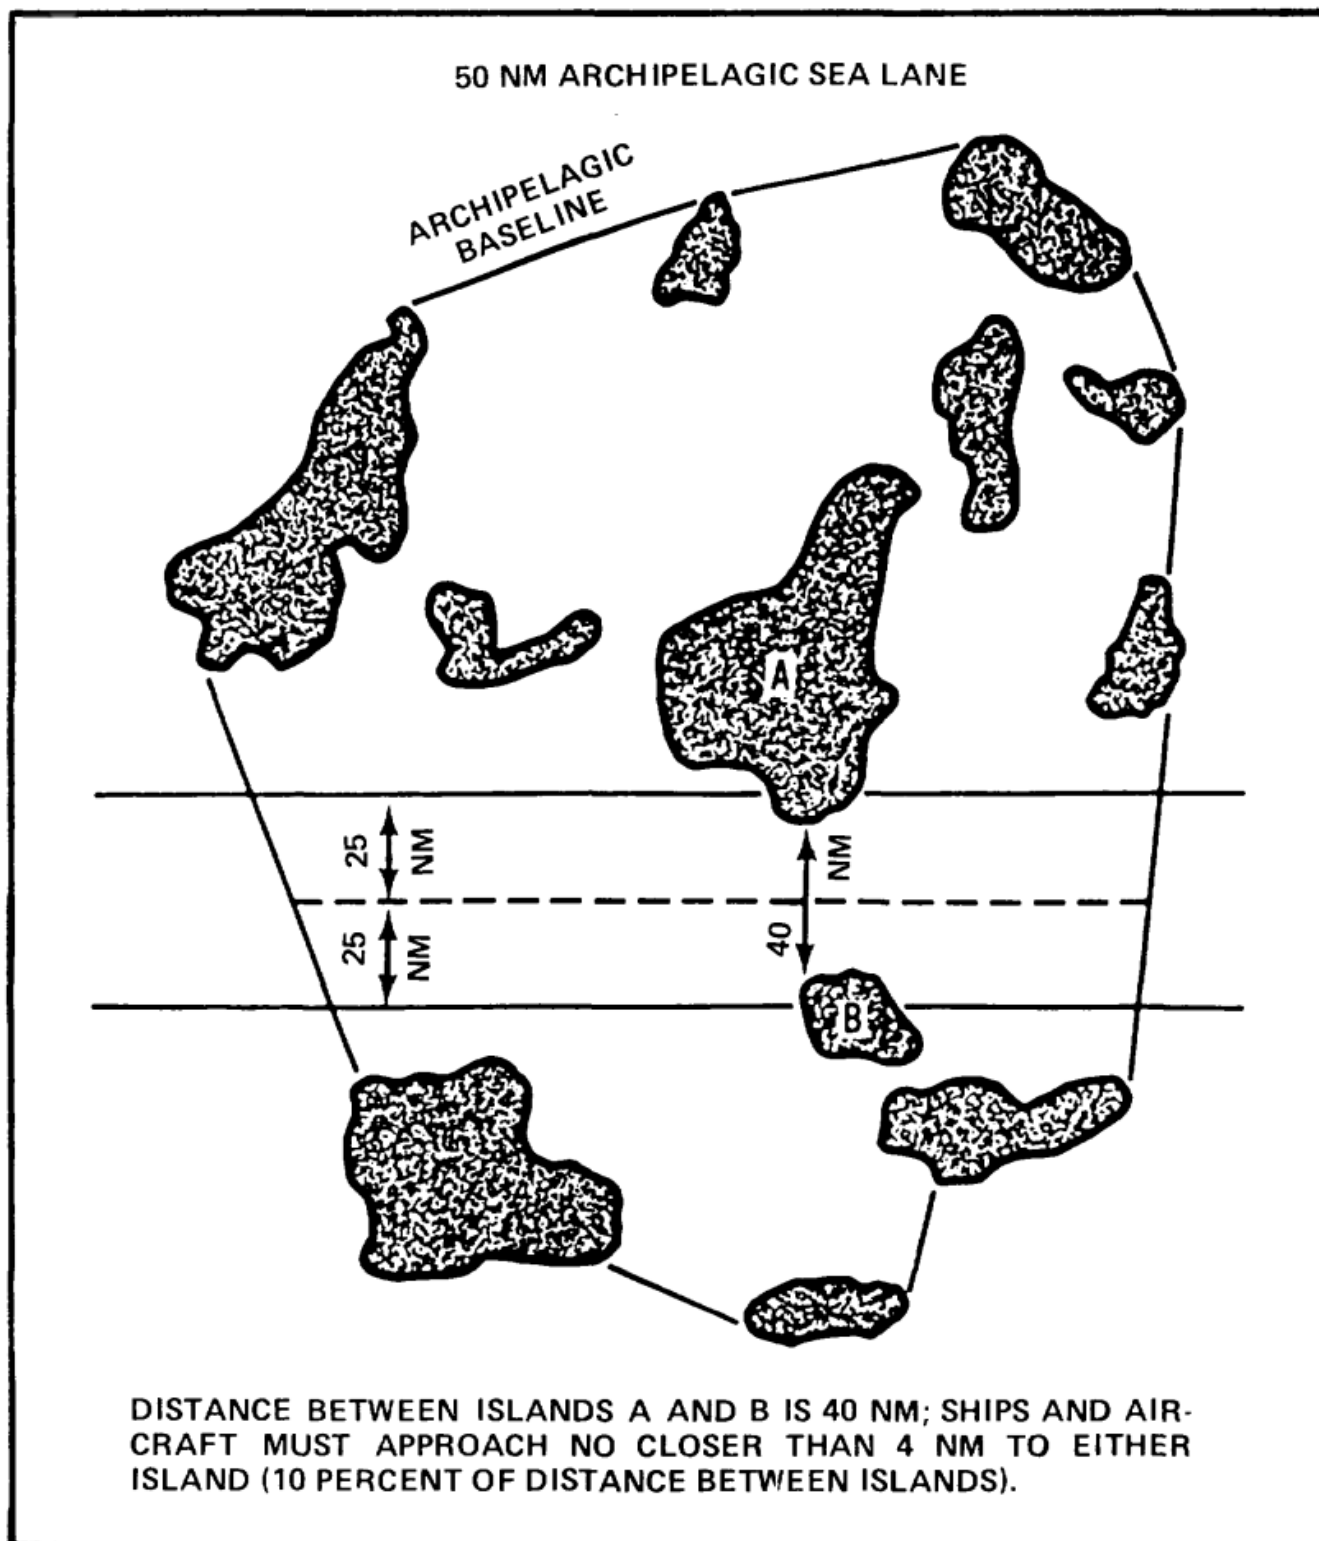 50 NM ARCHIPELAGIC SEA LANE
ARCHIPELAGIC
BASELINE
A
25
NM
NM
40
25
NM
B
DISTANCE BETWEEN ISLANDS A AND B IS 40 NM; SHIPS AND AIR-
CRAFT MUST APPROACH NO CLOSER THAN 4 NM TO EITHER
ISLAND (10 PERCENT OF DISTANCE BETWEEN ISLANDS).